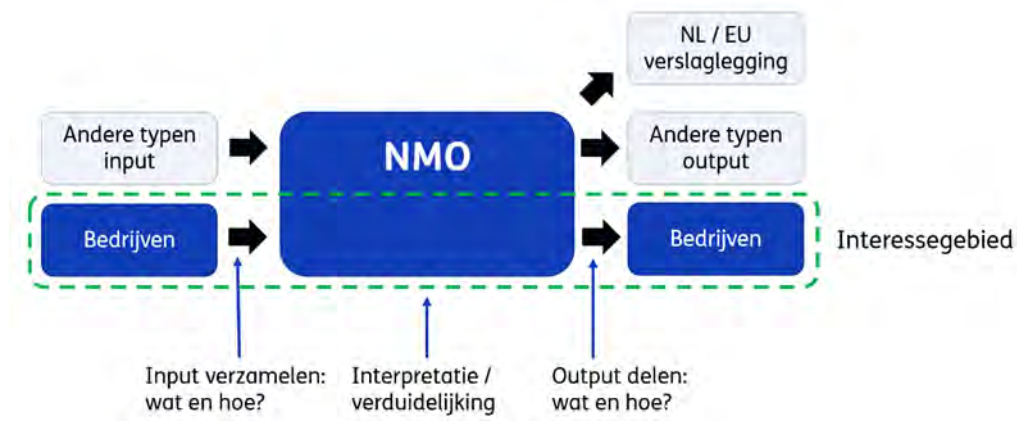 NL / EU
verslaglegging
Andere typen
input
NMO
Andere typen
output
Bedrijven
Bedrijven
Interessegebied
Input verzamelen:
wat en hoe?
Interpretatie /
verduidelijking
Output delen:
wat en hoe?